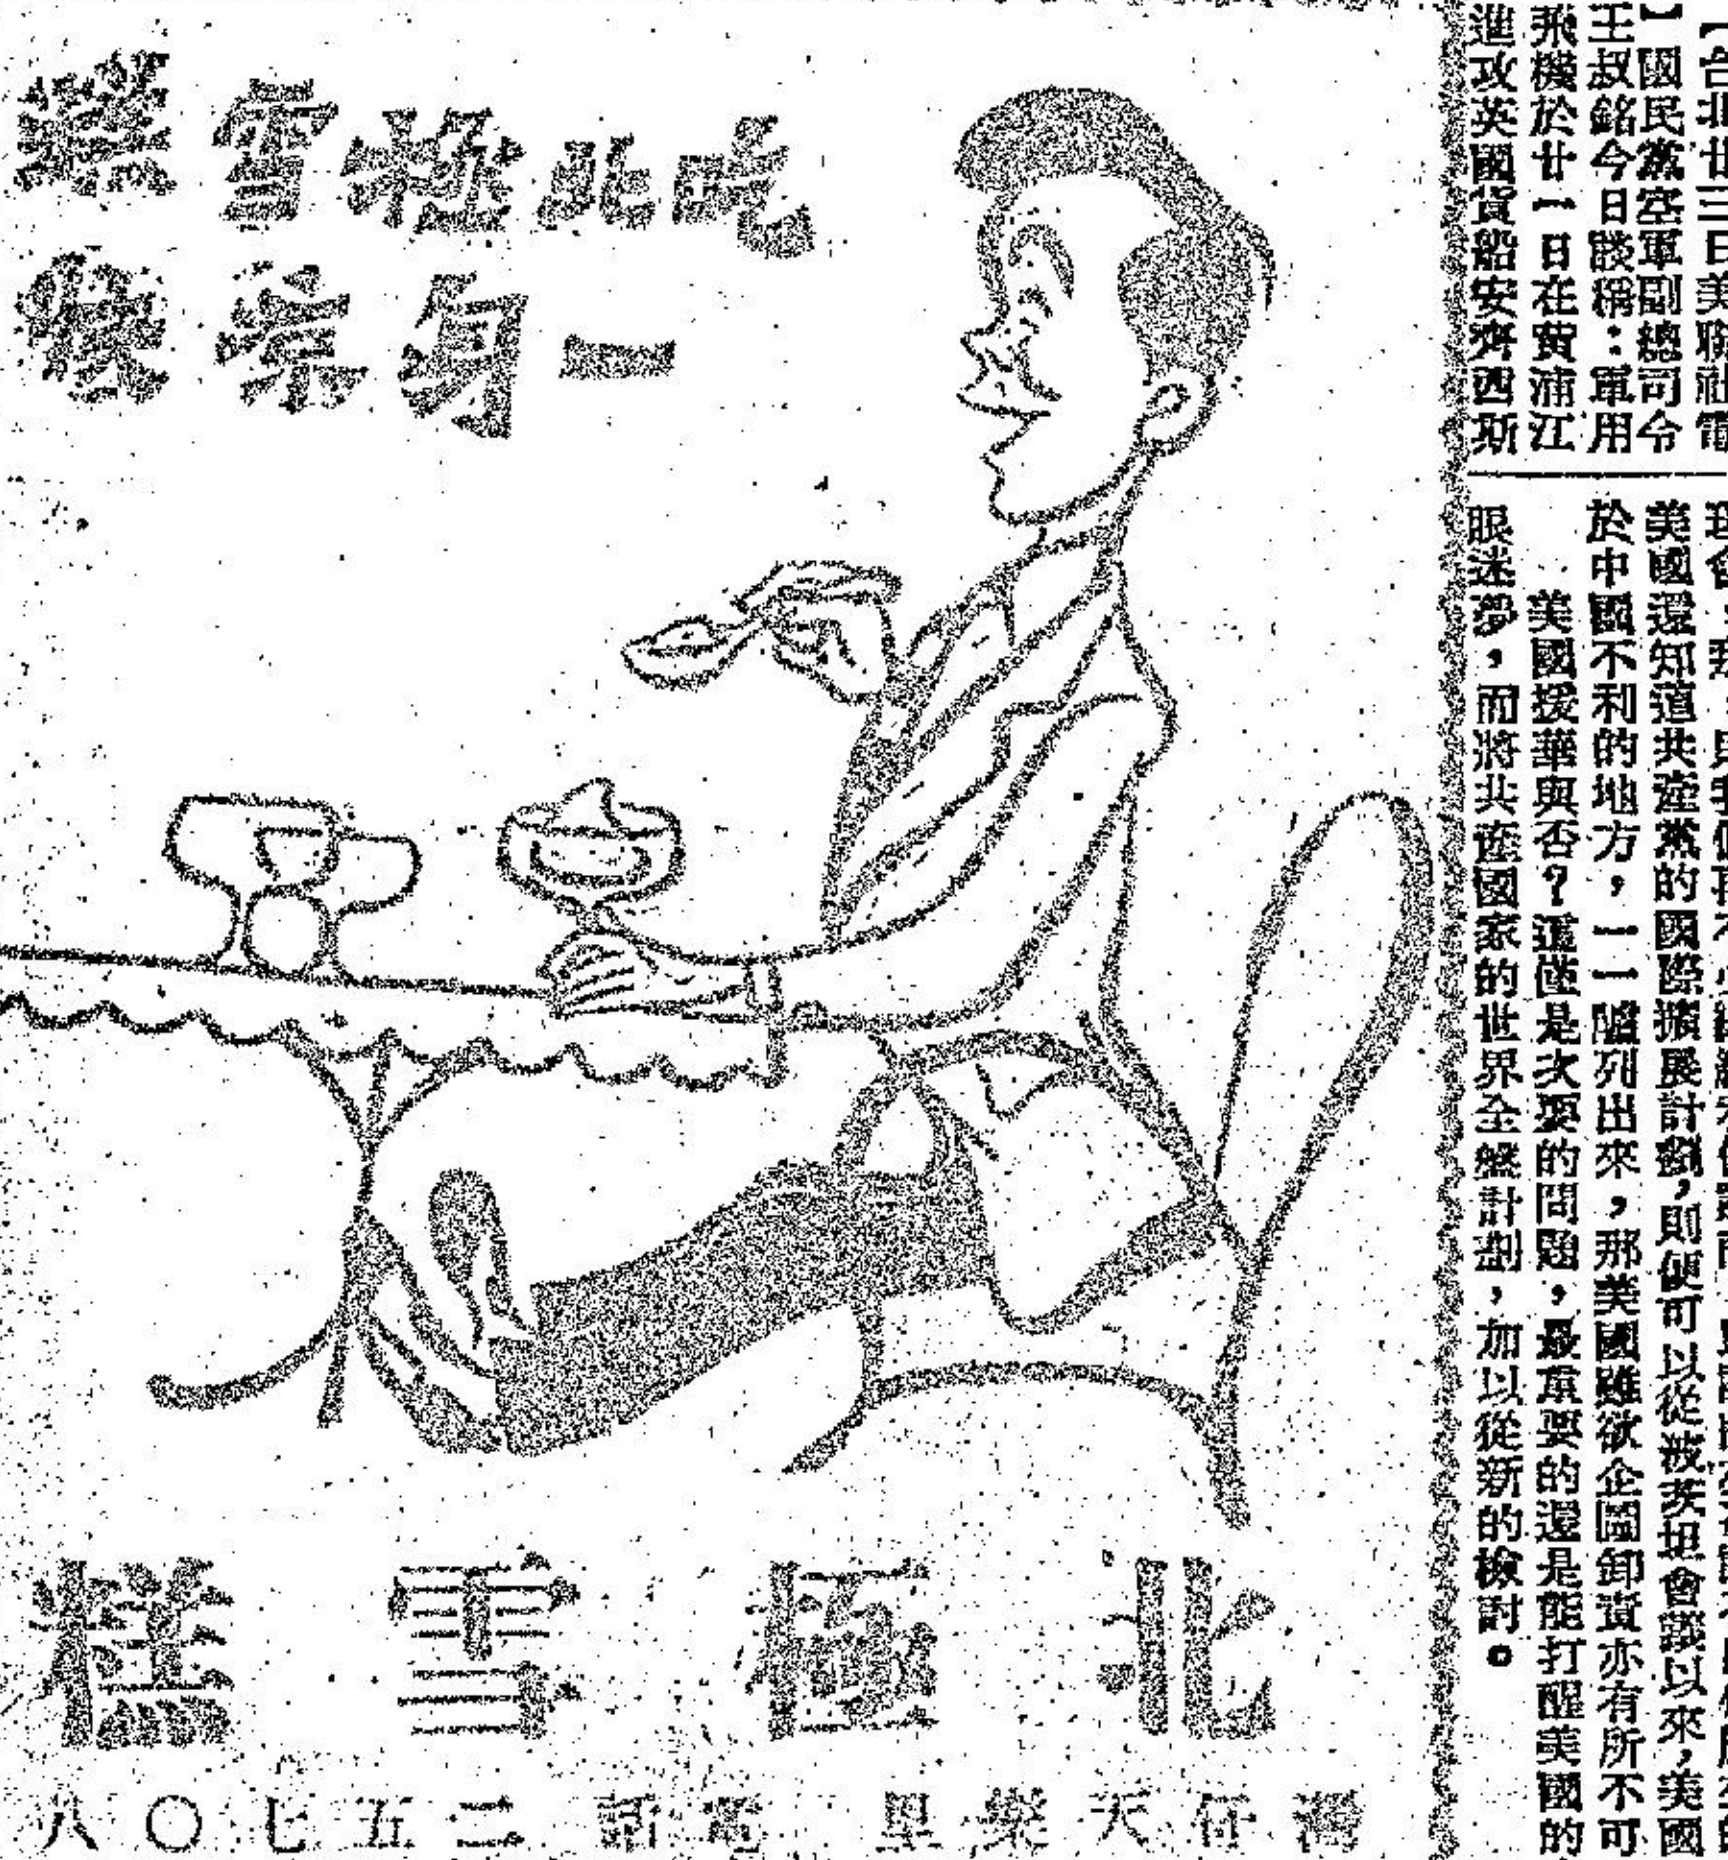 【台北廿三日美聯社電
】國民黨空軍副總司令
王叔銘今日談稱：軍用
飛機於廿一日在黃浦江
進攻英國貨船安齊西斯
美國還知道共產黨的國際擴展計劃，則便可以從波茨坦會議以來，美國
於中國不利的地方，一一臚列出來，那美國雖欲企圖卸責亦有所不可
美國援華與否？這僅是次要的問題，最重要的還是能打醒美國的
眼迷夢，而將共產國家的世界全盤計劃，加以從新的檢討。
吃北極雪糕
一身涼
北極雪糕
灣仔天樂里 電話二五七〇八